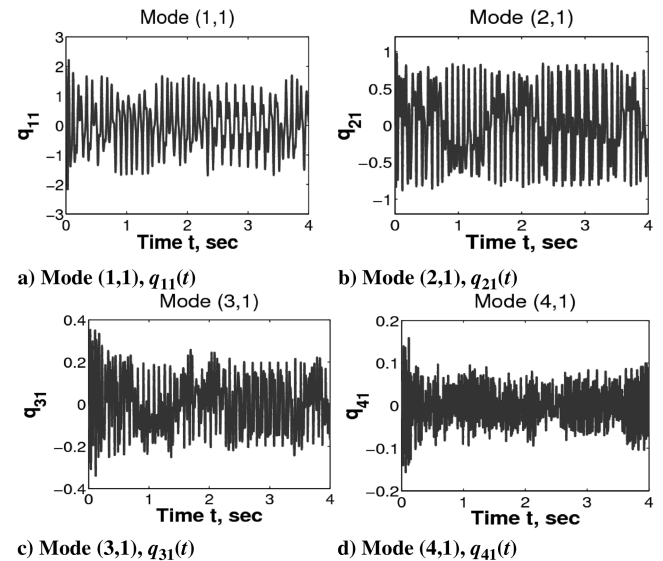 Mode (1,1)
3
2
1
0
−1
−2
−3
q11
0 1 2 3 4
Time t, sec
a) Mode (1,1), q11(t)
Mode (2,1)
1
0.5
0
−0.5
−1
q21
0 1 2 3 4
Time t, sec
b) Mode (2,1), q21(t)
Mode (3,1)
0.4
0.2
0
−0.2
−0.4
q31
0 1 2 3 4
Time t, sec
c) Mode (3,1), q31(t)
Mode (4,1)
0.2
0.1
0
−0.1
−0.2
q41
0 1 2 3 4
Time t, sec
d) Mode (4,1), q41(t)